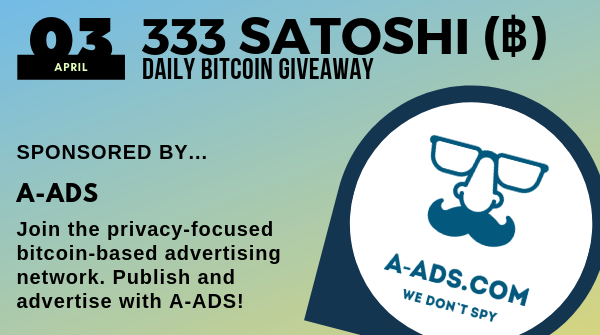 03
APRIL
333 SATOSHI (฿)
DAILY BITCOIN GIVEAWAY
SPONSORED BY...
A-ADS
Join the privacy-focused
bitcoin-based advertising
network. Publish and
advertise with A-ADS!
A-ADS.COM
WE DON'T SPY